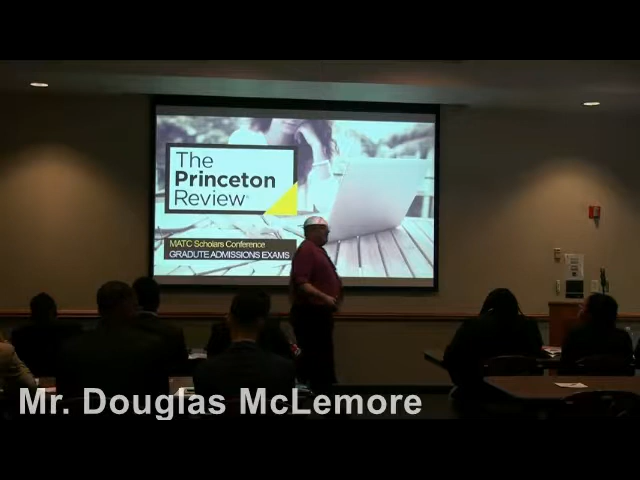 The
Princeton
Review
MATC Scholars Conference
GRADUTE ADMISSIONS EXAMS
Mr. Douglas McLemore